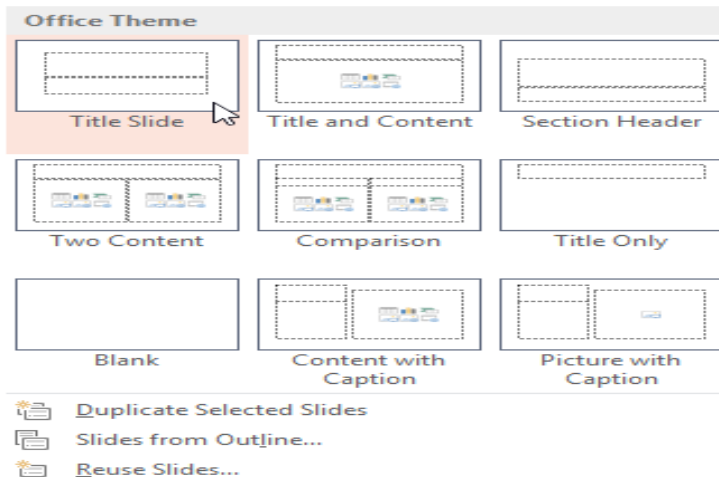 Office Theme
Title Slide
Title and Content
Section Header
Two Content
Comparison
Title Only
Blank
Content with
Caption
Picture with
Caption
Duplicate Selected Slides
Slides from Outline...
Reuse Slides...